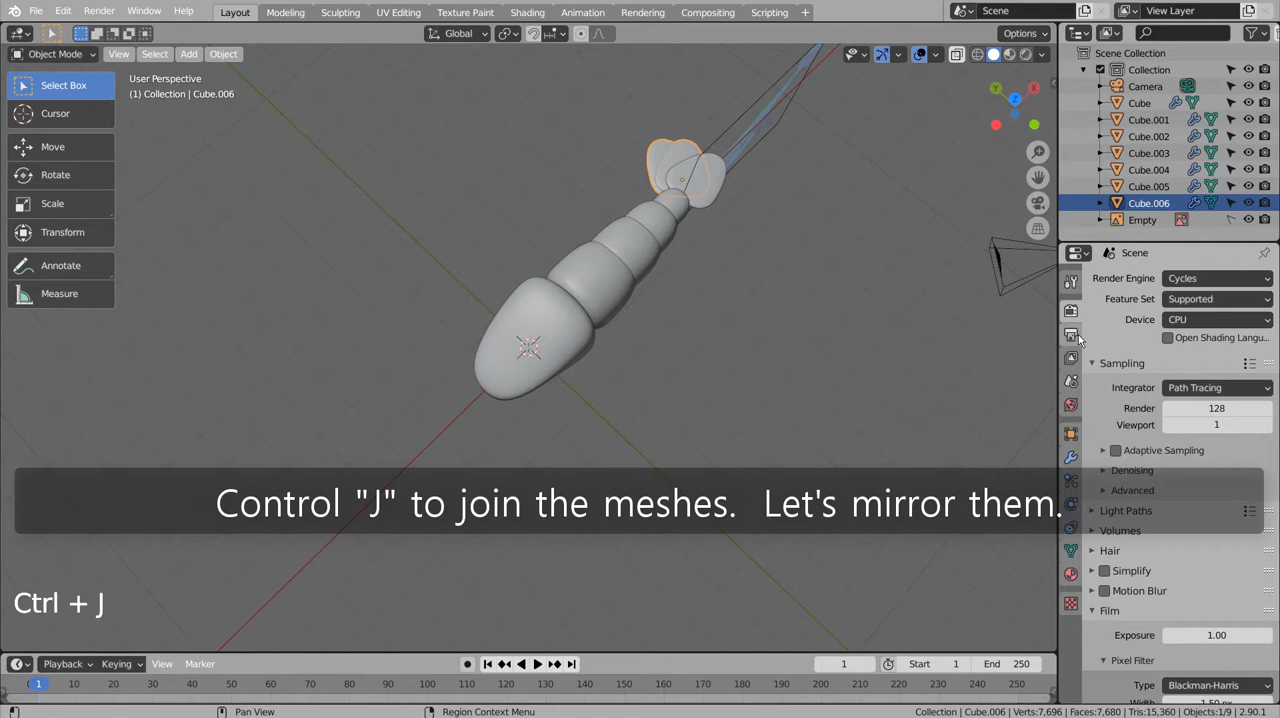 File Edit Render Window Help Layout Modeling Sculpting UV Editing Texture Paint Shading Animation Rendering Compositing Scripting + Scene View Layer
Global Options
Object Mode View Select Add Object
User Perspective
(1) Collection | Cube.006
Select Box
Cursor
Move
Rotate
Scale
Transform
Annotate
Measure
Y X Z
Scene Collection
Collection
Camera
Cube
Cube.001
Cube.002
Cube.003
Cube.004
Cube.005
Cube.006
Empty
Scene
Render Engine Cycles
Feature Set Supported
Device CPU
Open Shading Langu...
Sampling
Integrator Path Tracing
Render 128
Viewport 1
Adaptive Sampling
Denoising
Advanced
Light Paths
Volumes
Hair
Simplify
Motion Blur
Film
Exposure 1.00
Pixel Filter
Type Blackman-Harris
Control "J" to join the meshes. Let's mirror them.
Ctrl + J
Playback Keying View Marker 1 Start 1 End 250
1 10 20 30 40 50 60 70 80 90 100 110 120 130 140 150 160 170 180 190 200 210 220 230 240 250
Select Pan View Region Context Menu Collection | Cube.006 | Verts:7,696 | Faces:7,680 | Tris:15,360 | Objects:1/9 | 2.90.1